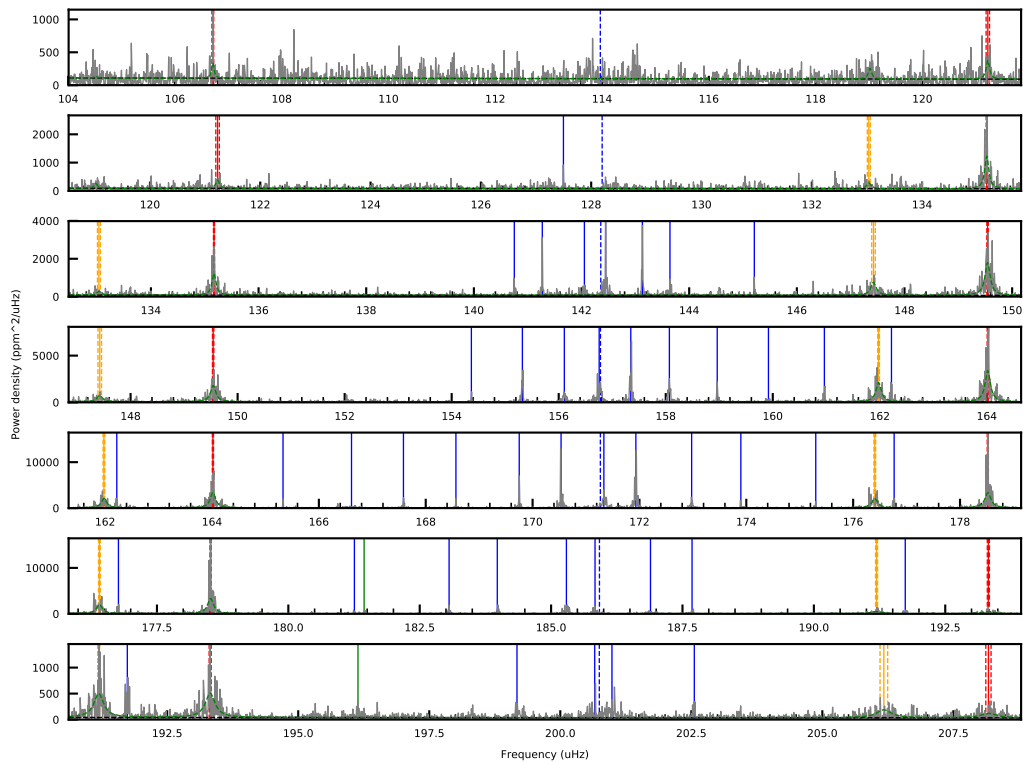 1000
500
0
104 106 108 110 112 114 116 118 120
2000
1000
0
120 122 124 126 128 130 132 134
4000
2000
0
134 136 138 140 142 144 146 148 150
Power density (ppm^2/uHz)
5000
0
148 150 152 154 156 158 160 162 164
10000
0
162 164 166 168 170 172 174 176 178
10000
0
177.5 180.0 182.5 185.0 187.5 190.0 192.5
1000
500
0
192.5 195.0 197.5 200.0 202.5 205.0 207.5
Frequency (uHz)